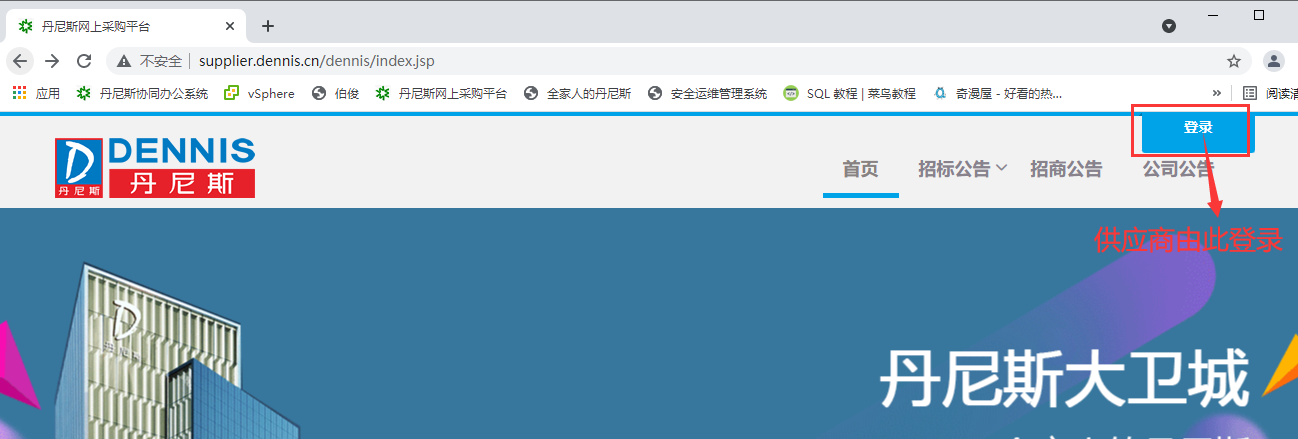 丹尼斯网上采购平台
不安全 supplier.dennis.cn/dennis/index.jsp
应用 丹尼斯协同办公系统 vSphere 伯俊 丹尼斯网上采购平台 全家人的丹尼斯 安全运维管理系统 SQL 教程 | 菜鸟教程 奇漫屋 - 好看的热... » 阅读清
登录
DENNIS
丹尼斯
丹尼斯
首页 招标公告 招商公告 公司公告
供应商由此登录
丹尼斯
丹尼斯大卫城